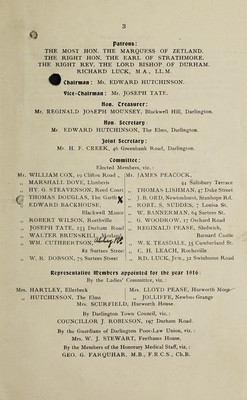 3
Patrons:
THE MOST HON. THE MARQUESS OF ZETLAND.
THE RIGHT HON. THE EARL OF STRATHMORE.
THE RIGHT REV. THE LORD BISHOP OF DURHAM.
RICHARD LUCK, M.A., LL.M.
Chairman: Mr. EDWARD HUTCHINSON.
Vice-Chairman: Mr. JOSEPH TATE.
Hon. Treasurer:
Mr. REGINALD JOSEPH MOUNSEY, Blackwell Hill, Darlington.
Hon. Secretary:
Mr. EDWARD HUTCHINSON, The Elms, Darlington.
Joint Secretary:
Mr. H. F. CREEK, 46 Greenbank Road, Darlington.
Committee:
Elected Members, viz.:
Mr. WILLIAM COX, 19 Clifton Road
„ MARSHALL DOVE, Llanberis
„ HY. G. STEAVENSON, Reed Court
„ THOMAS DOUGLAS, The Garth
„ EDWARD BACKHOUSE,
Blackwell Manor
„ ROBERT WILSON,
„ JOSEPH TATE, 233 Durham Road
„ WALTER BRUNSKILL,
„ WM. CUTHBERTSON,
82 Surtees Street
„ W. R. DOBSON, 79 Surtees Street
Mr. JAMES PEACOCK,
44 Salisbury Terrace
„ THOMAS LISHMAN, 47 Duke Street
„ J. B. ORD, Newtonhurst, Stanhope Rd.
„ ROBT. S. SUDDES, 7 Louisa St.
„ W. BANNERMAN, 64 Surtees St.
„ G. WOODROW, 17 Orchard Road
„ REGINALD PEASE, Sledwich,
Barnard Castle
„ W. K. TEASDALE, 35 Cumberland St.
„ H. LEACH, Rocheville
„ RD. LUCK, Jun., 32 Swinburne Road
Representative Members appointed for the year 1916:
By the Ladies' Committee, viz.:
Mrs. HARTLEY, Ellerbeck
„ HUTCHINSON, The Elms
Mrs. LLOYD PEASE, Hurworth Moor
„ JOLLIFFE, Newbus Grange
Mrs. SCURFIELD, Hurworth House.
By Darlington Town Council, viz.:
COUNCILLOR J. ROBINSON, 197 Durham Road.
By the Guardians of Darlington Poor-Law Union, viz.:
Mrs. W. J. STEWART, Feethams House.
By the Members of the Honorary Medical Staff, viz.:
GEO. G. FARQUHAR, M.B., F.R.C.S., Ch.B.